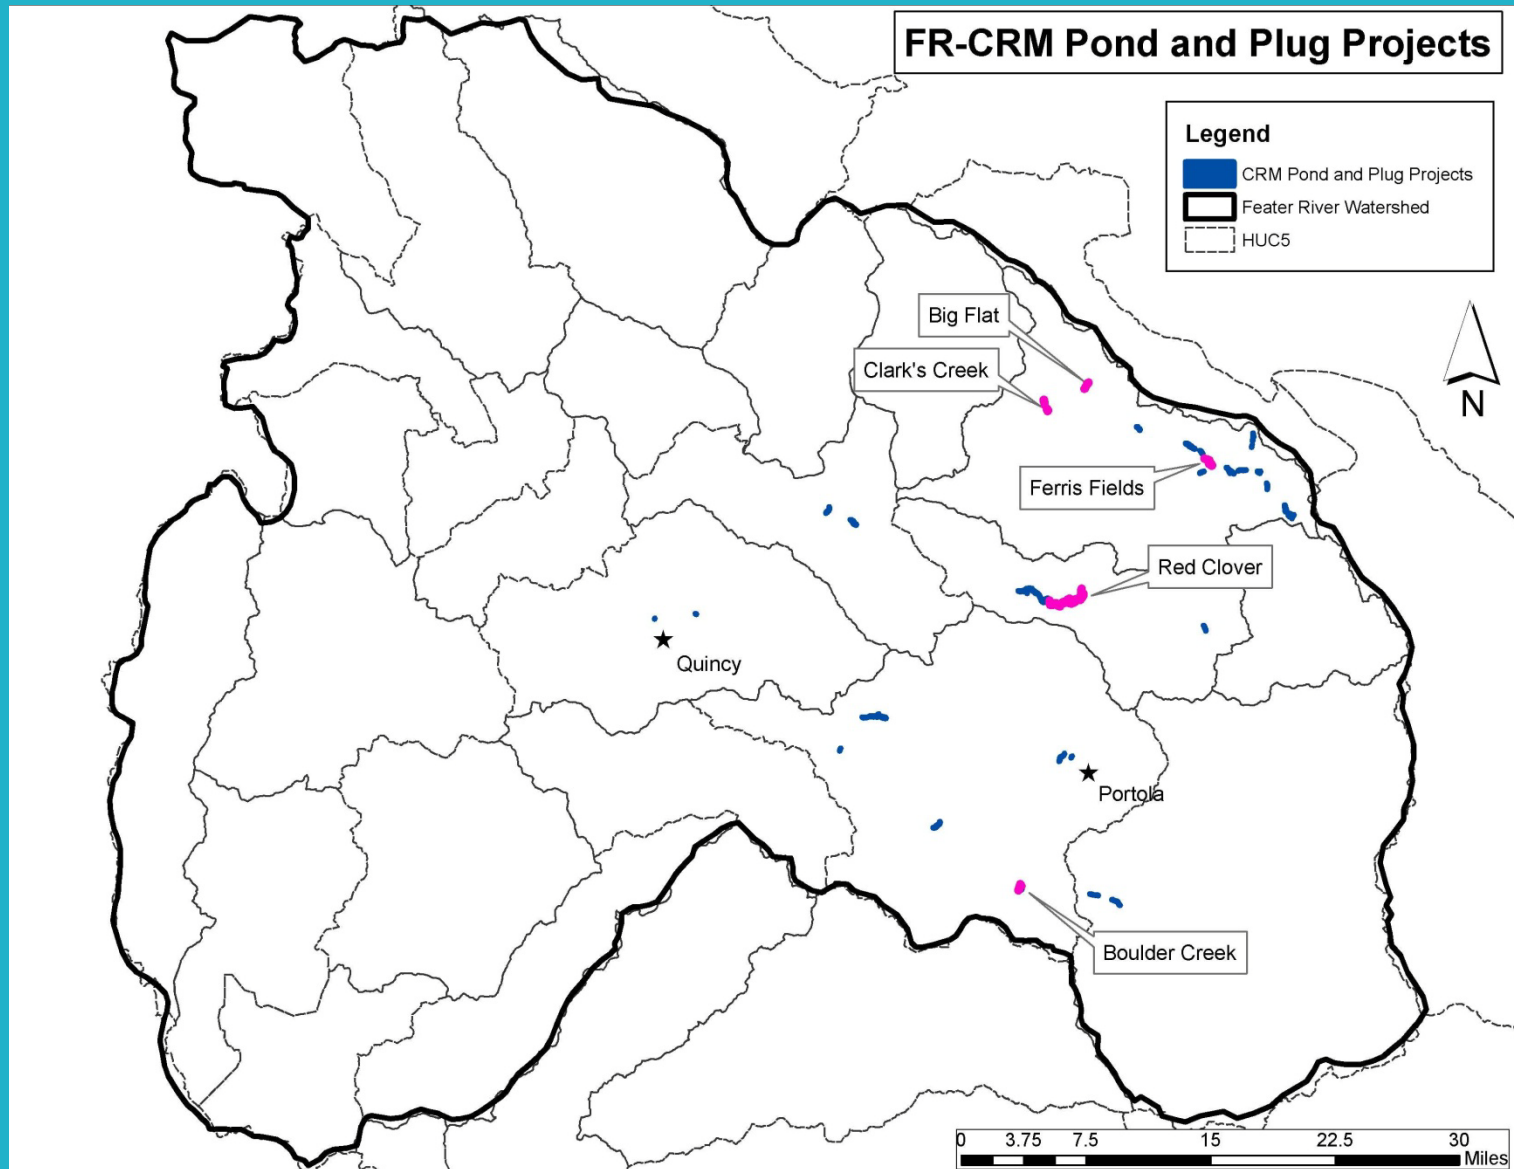 FR-CRM Pond and Plug Projects
Legend
CRM Pond and Plug Projects
Feater River Watershed
HUC5
Big Flat
Clark's Creek
N
Ferris Fields
Red Clover
Quincy
Portola
Boulder Creek
0 3.75 7.5 15 22.5 30
Miles